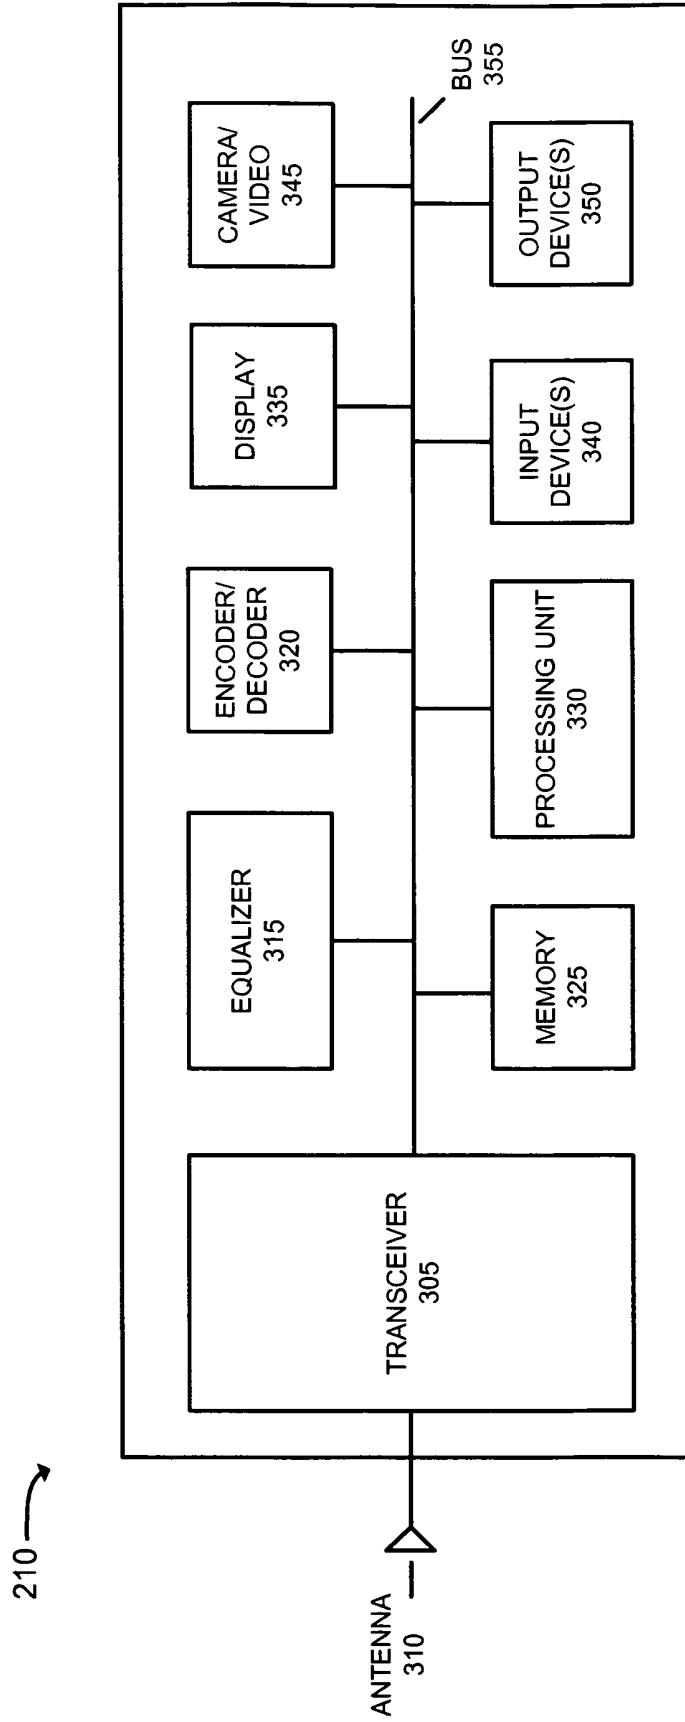 210
ANTENNA
310
TRANSCEIVER
305
EQUALIZER
315
ENCODER/
DECODER
320
DISPLAY
335
CAMERA/
VIDEO
345
BUS
355
MEMORY
325
PROCESSING UNIT
330
INPUT
DEVICE(S)
340
OUTPUT
DEVICE(S)
350